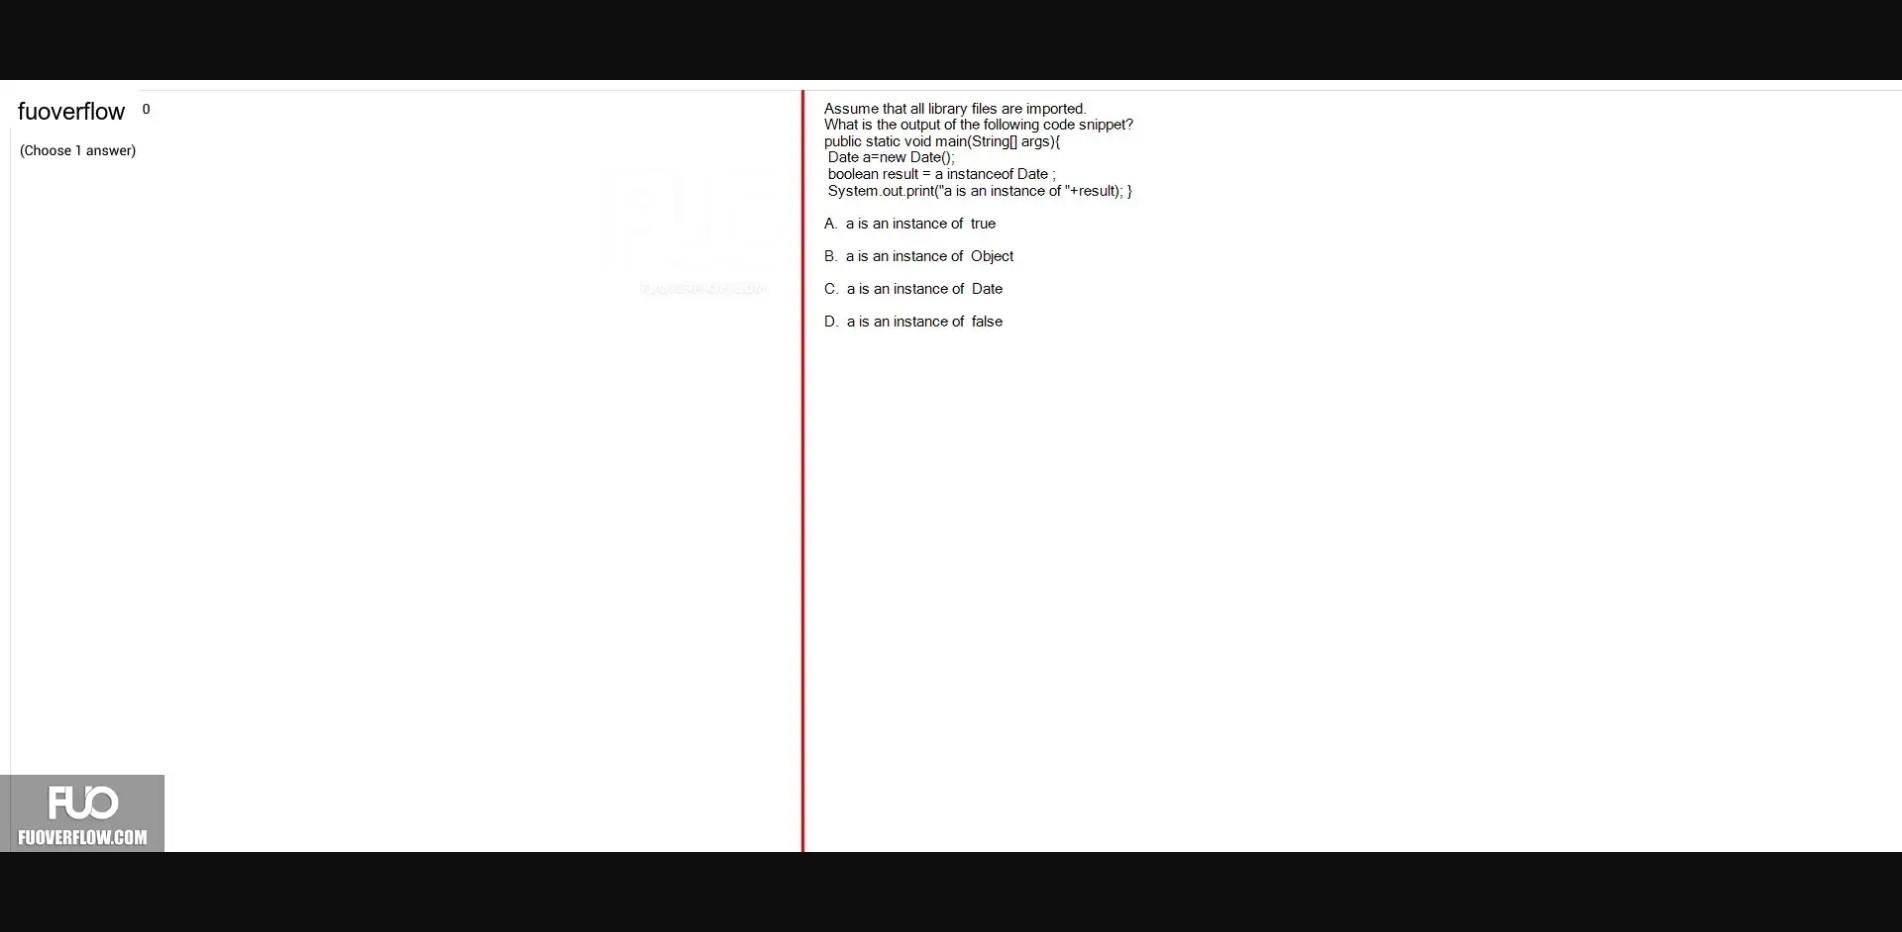 fuoverflow 0
(Choose 1 answer)
Assume that all library files are imported.
What is the output of the following code snippet?
public static void main(String[] args){
Date a=new Date();
boolean result = a instanceof Date ;
System.out.print("a is an instance of "+result); }
A. a is an instance of true
B. a is an instance of Object
C. a is an instance of Date
D. a is an instance of false
FUO
FUOVERFLOW.COM